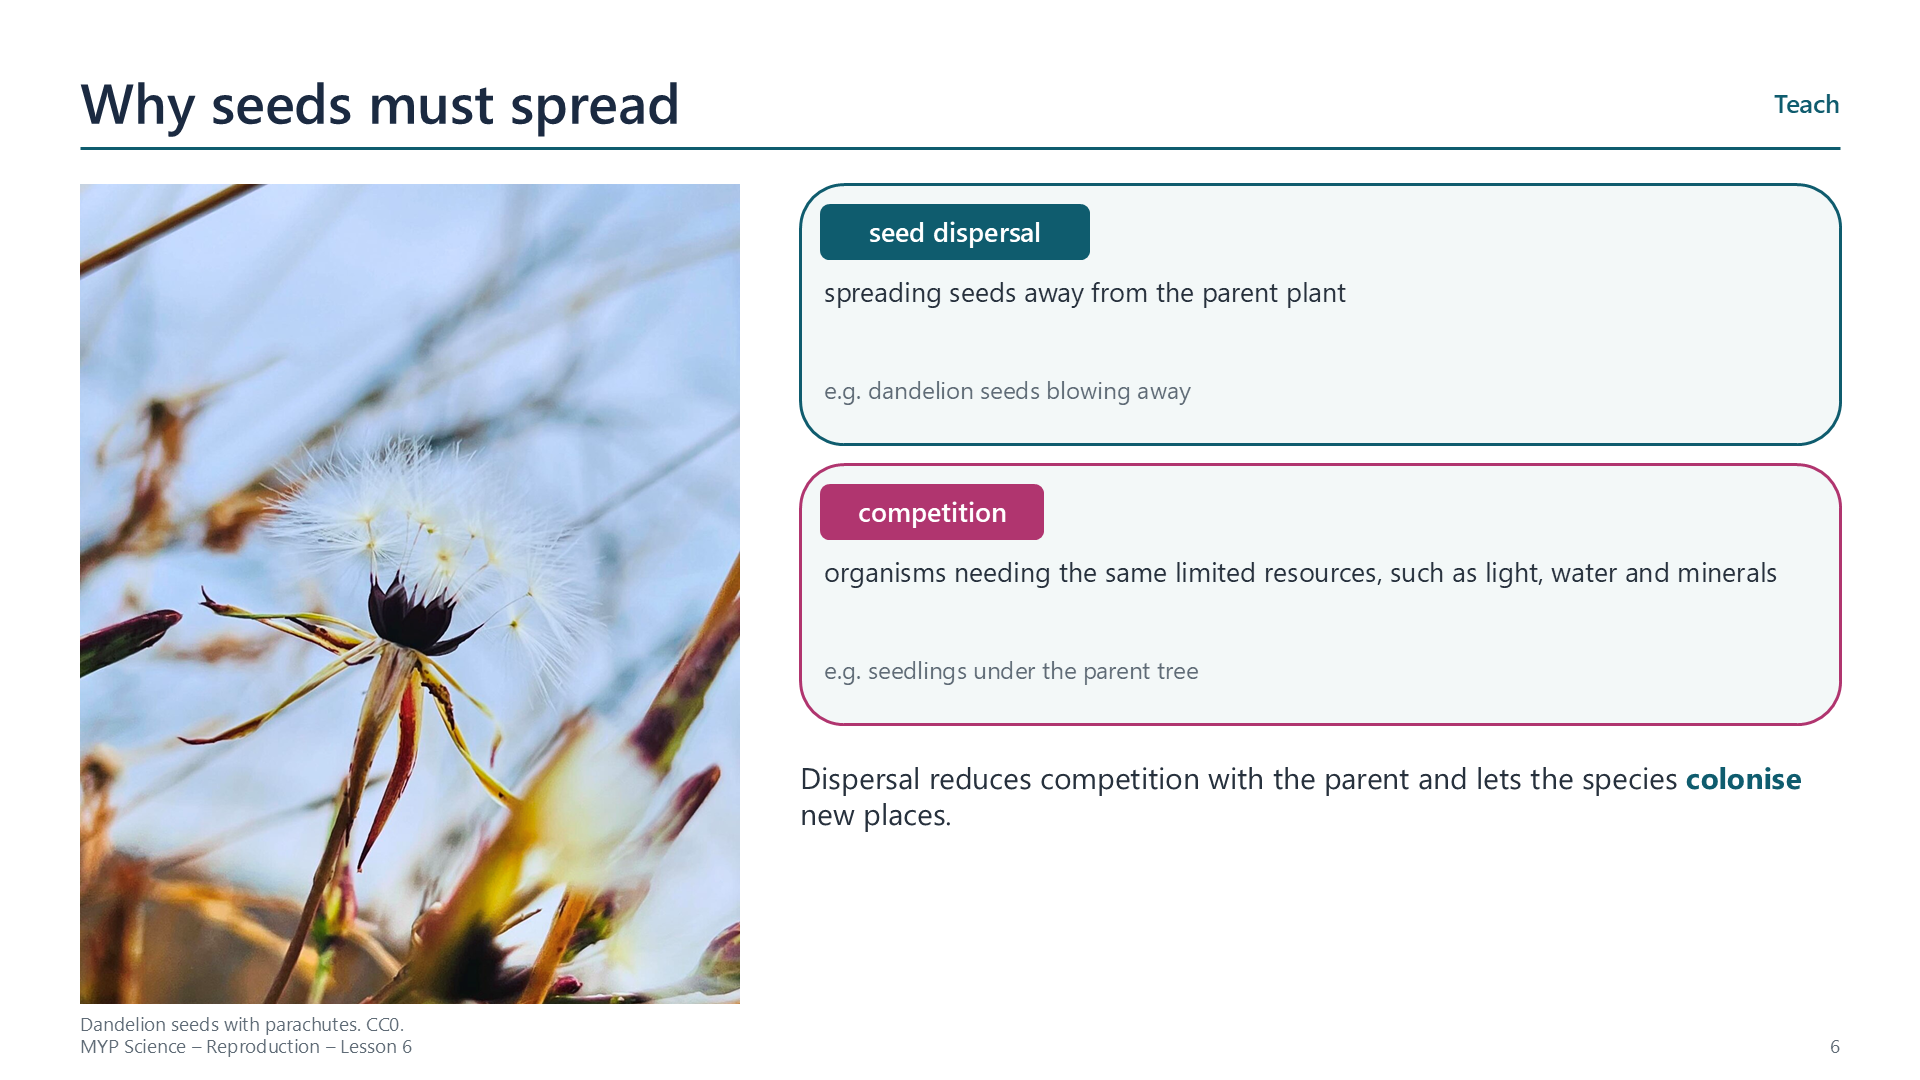 Why seeds must spread
Teach
seed dispersal
spreading seeds away from the parent plant
e.g. dandelion seeds blowing away
competition
organisms needing the same limited resources, such as light, water and minerals
e.g. seedlings under the parent tree
Dispersal reduces competition with the parent and lets the species colonise
new places.
Dandelion seeds with parachutes. CC0.
MYP Science – Reproduction – Lesson 6
6